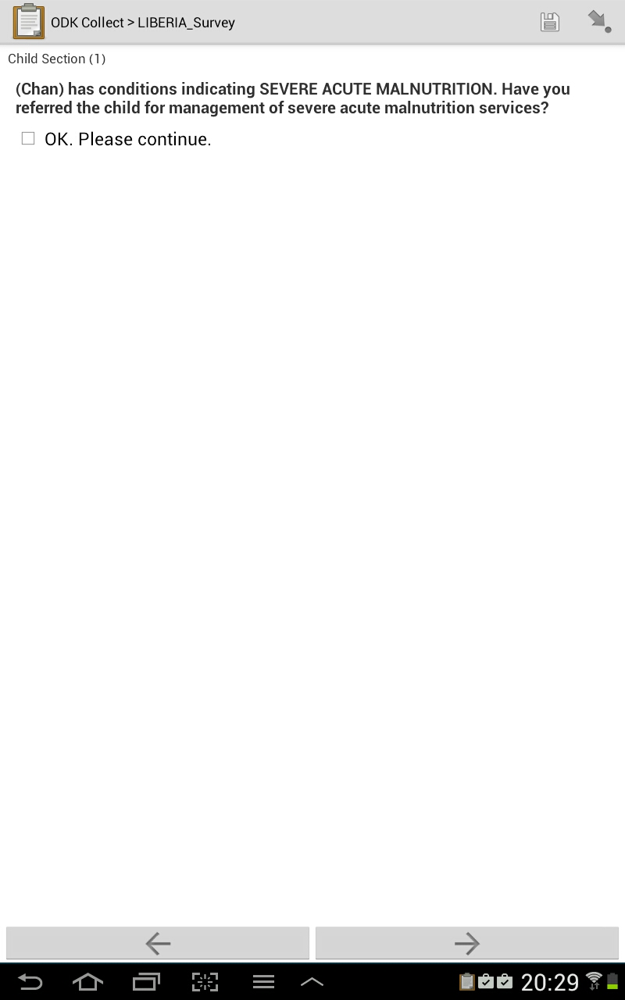 ODK Collect > LIBERIA_Survey
Child Section (1)
(Chan) has conditions indicating SEVERE ACUTE MALNUTRITION. Have you
referred the child for management of severe acute malnutrition services?
OK. Please continue.
20:29